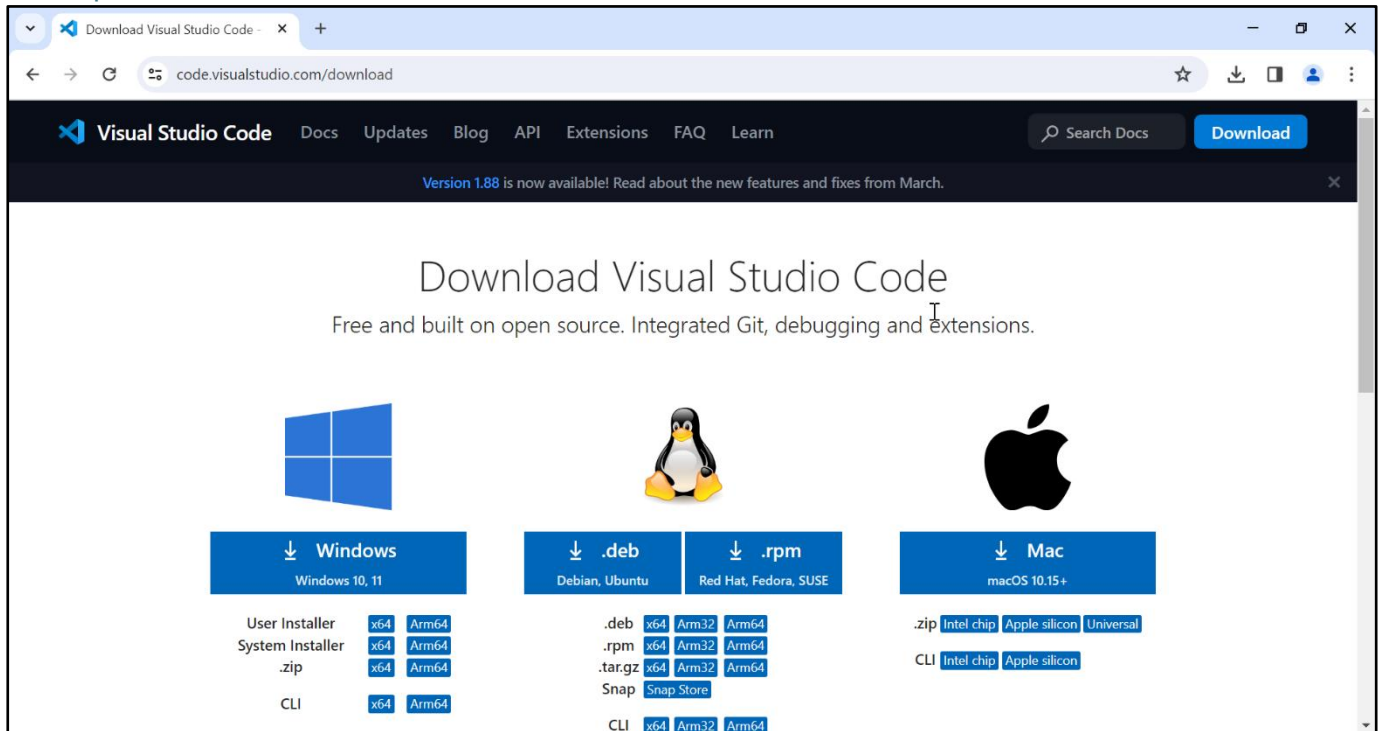 Download Visual Studio Code -
code.visualstudio.com/download
Visual Studio Code Docs Updates Blog API Extensions FAQ Learn Search Docs Download
Version 1.88 is now available! Read about the new features and fixes from March.
Download Visual Studio Code
Free and built on open source. Integrated Git, debugging and extensions.
Windows
Windows 10, 11
User Installer x64 Arm64
System Installer x64 Arm64
.zip x64 Arm64
CLI x64 Arm64
.deb .rpm
Debian, Ubuntu Red Hat, Fedora, SUSE
.deb x64 Arm32 Arm64
.rpm x64 Arm32 Arm64
.tar.gz x64 Arm32 Arm64
Snap Snap Store
CLI x64 Arm32 Arm64
Mac
macOS 10.15+
.zip Intel chip Apple silicon Universal
CLI Intel chip Apple silicon